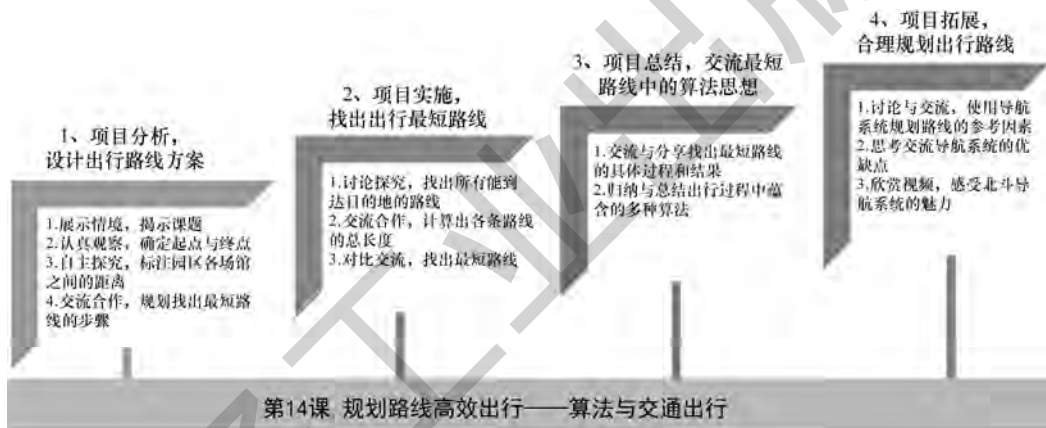 1、项目分析，
设计出行路线方案
1.展示情境，揭示课题
2.认真观察，确定起点与终点
3.自主探究，标注园区各场馆
之间的距离
4.交流合作，规划找出最短路
线的步骤
2、项目实施，
找出出行最短路线
1.讨论探究，找出所有能到
达目的地的路线
2.交流合作，计算出各条路线
的总长度
3.对比交流，找出最短路线
3、项目总结，交流最短
路线中的算法思想
1.交流与分享找出最短路线
的具体过程和结果
2.归纳与总结出行过程中蕴
含的多种算法
4、项目拓展，
合理规划出行路线
1.讨论与交流，使用导航
系统规划路线的参考因素
2.思考交流导航系统的优
缺点
3.欣赏视频，感受北斗导
航系统的魅力
第14课 规划路线高效出行——算法与交通出行